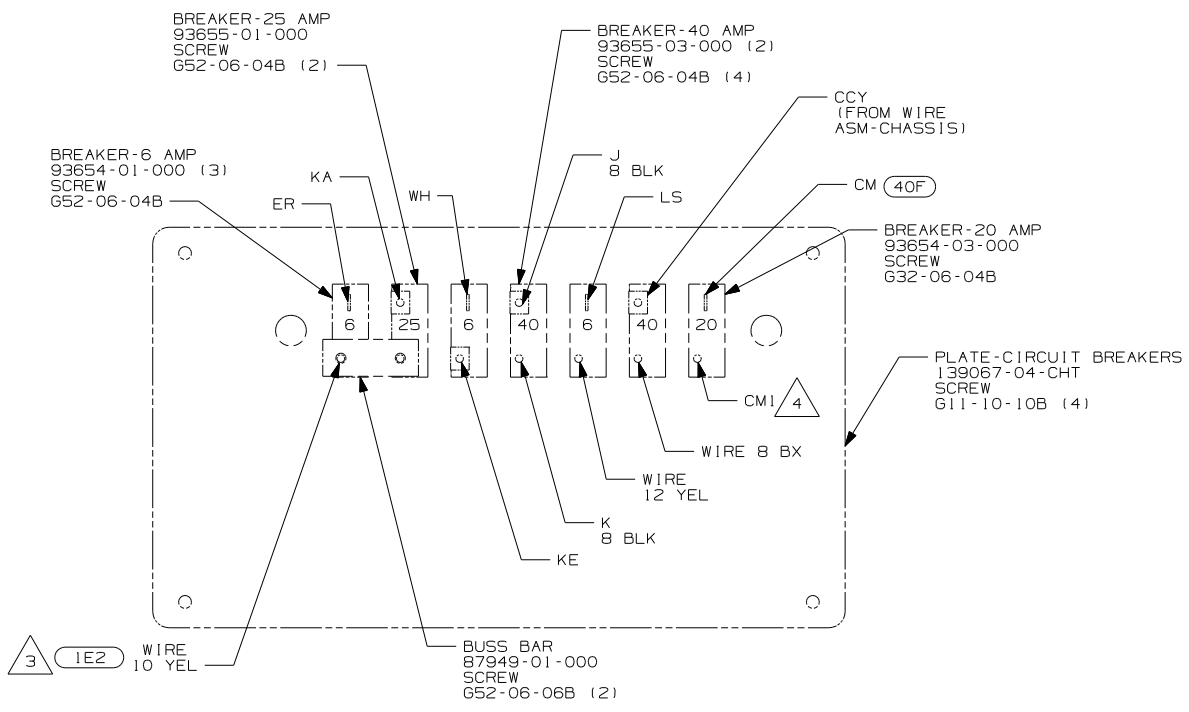 BREAKER-25 AMP
93655-01-000
SCREW
G52-06-04B (2)
BREAKER-40 AMP
93655-03-000 (2)
SCREW
G52-06-04B (4)
CCY
(FROM WIRE
ASM-CHASSIS)
BREAKER-6 AMP
93654-01-000 (3)
SCREW
G52-06-04B
KA
ER
WH
J
8 BLK
LS
CM 40F
BREAKER-20 AMP
93654-03-000
SCREW
G32-06-04B
6 25 6 40 6 40 20
PLATE-CIRCUIT BREAKERS
139067-04-CHT
SCREW
G11-10-10B (4)
CM1 4
WIRE 8 BX
WIRE
12 YEL
K
8 BLK
KE
3 1E2 WIRE
10 YEL
BUSS BAR
87949-01-000
SCREW
G52-06-06B (2)